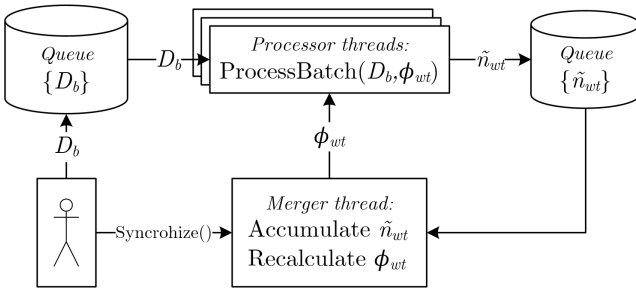 Queue
{D_b}
D_b
Processor threads:
ProcessBatch(D_b,ϕ_wt)
ñ_wt
Queue
{ñ_wt}
D_b
ϕ_wt
Syncrohize()
Merger thread:
Accumulate ñ_wt
Recalculate ϕ_wt